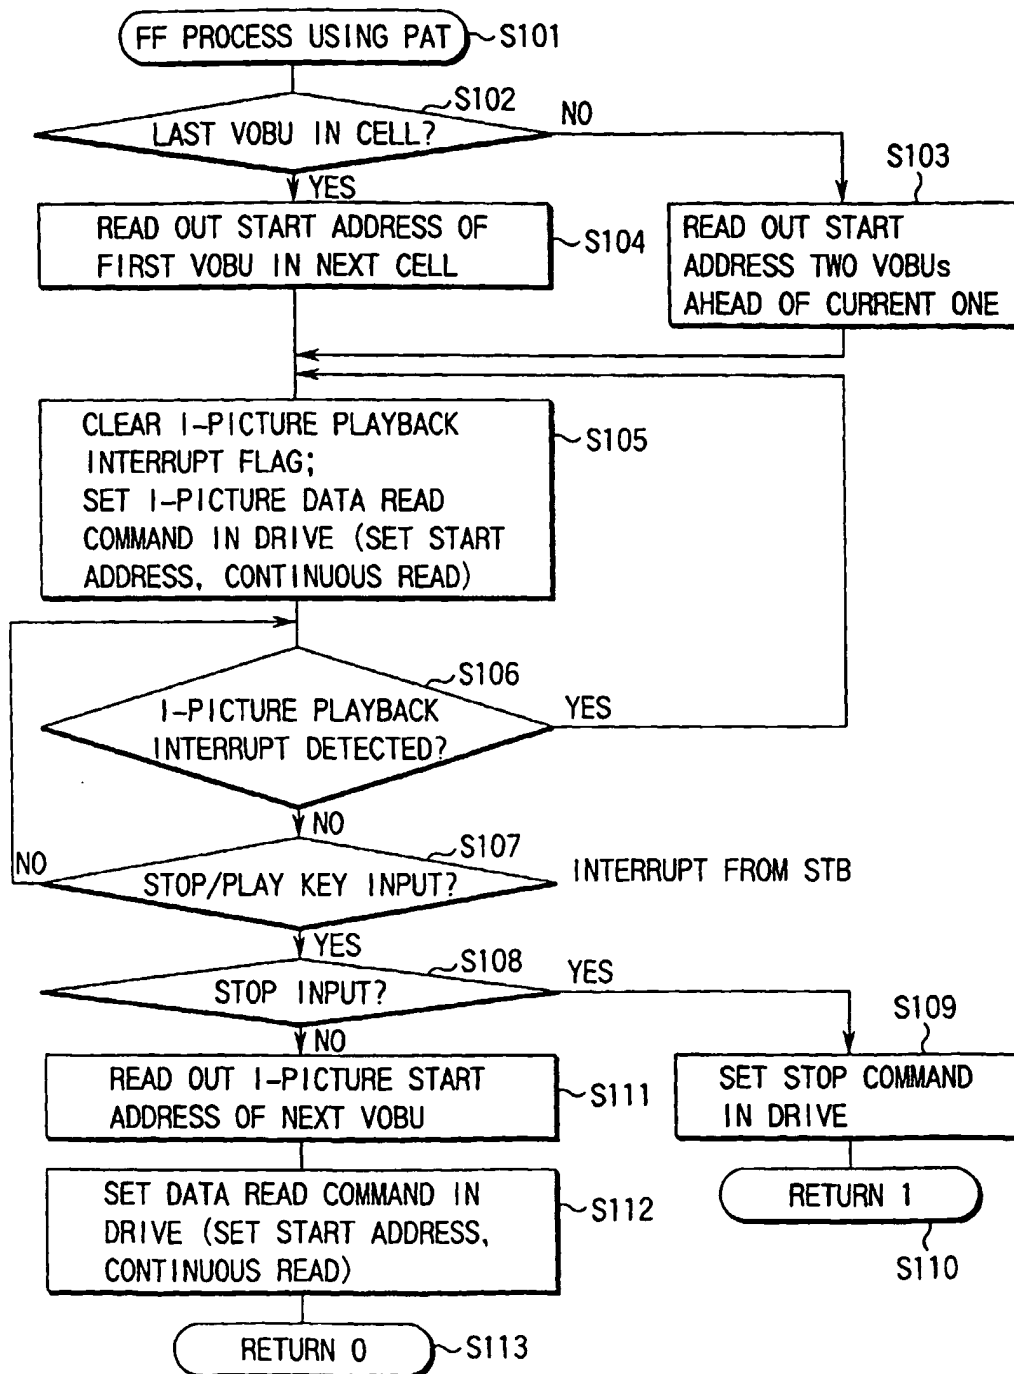 FF PROCESS USING PAT
S101
S102
LAST VOBU IN CELL?
NO
YES
S103
READ OUT START ADDRESS OF
FIRST VOBU IN NEXT CELL
S104
READ OUT START
ADDRESS TWO VOBUs
AHEAD OF CURRENT ONE
CLEAR I-PICTURE PLAYBACK
INTERRUPT FLAG;
SET I-PICTURE DATA READ
COMMAND IN DRIVE (SET START
ADDRESS, CONTINUOUS READ)
S105
S106
I-PICTURE PLAYBACK
INTERRUPT DETECTED?
YES
NO
S107
NO
STOP/PLAY KEY INPUT?
INTERRUPT FROM STB
YES
S108
STOP INPUT?
YES
NO
S109
READ OUT I-PICTURE START
ADDRESS OF NEXT VOBU
S111
SET STOP COMMAND
IN DRIVE
SET DATA READ COMMAND IN
DRIVE (SET START ADDRESS,
CONTINUOUS READ)
S112
RETURN 1
S110
RETURN 0
S113